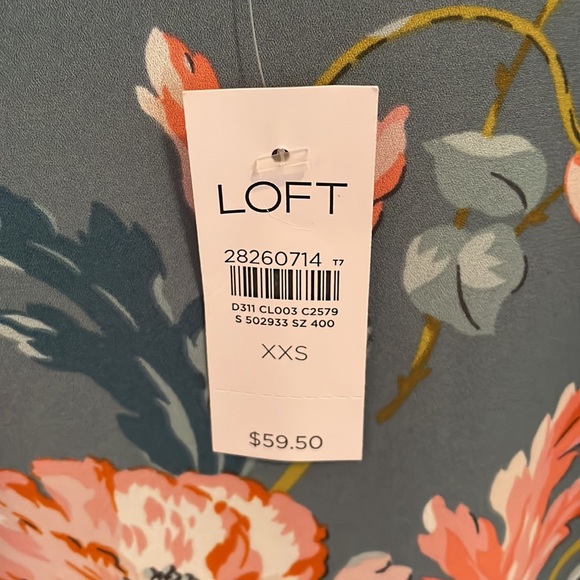 LOFT
28260714 T7
D311 CL003 C2579
S 502933 SZ 400
XXS
$59.50